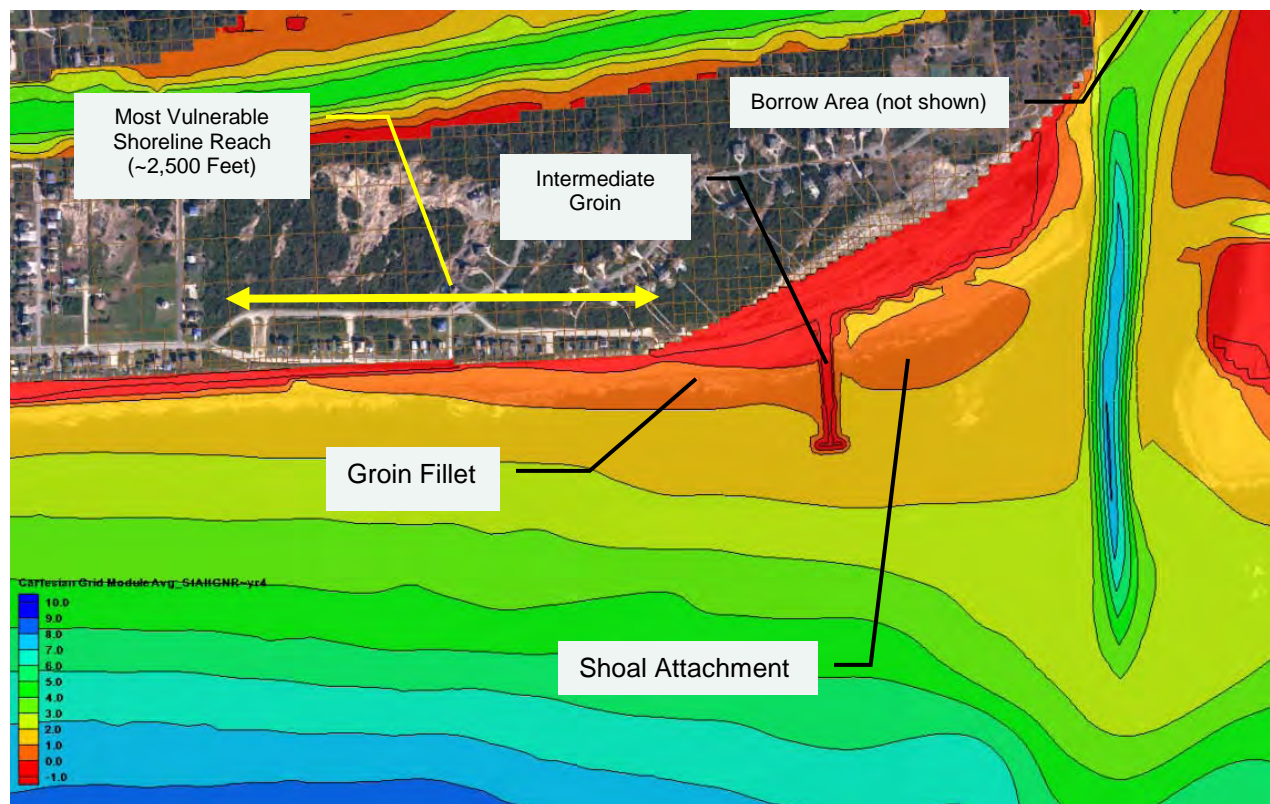 Most Vulnerable
Shoreline Reach
(~2,500 Feet)
Borrow Area (not shown)
Intermediate
Groin
Groin Fillet
Shoal Attachment
Cartesian Grid Module Avg_StAltGNR~yr4
10.0
9.0
8.0
7.0
6.0
5.0
4.0
3.0
2.0
1.0
0.0
-1.0